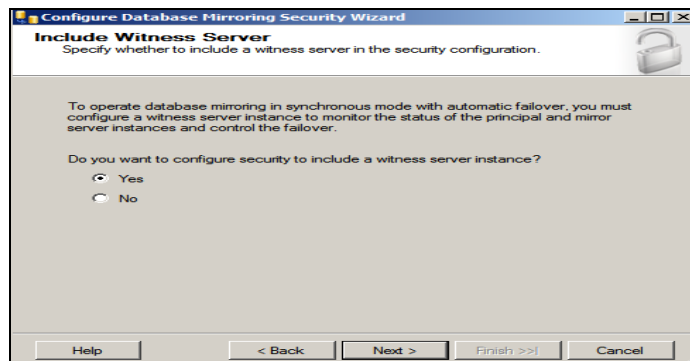 Configure Database Mirroring Security Wizard
Include Witness Server
Specify whether to include a witness server in the security configuration.
To operate database mirroring in synchronous mode with automatic failover, you must
configure a witness server instance to monitor the status of the principal and mirror
server instances and control the failover.
Do you want to configure security to include a witness server instance?
Yes
No
Help
< Back
Next >
Finish >>|
Cancel